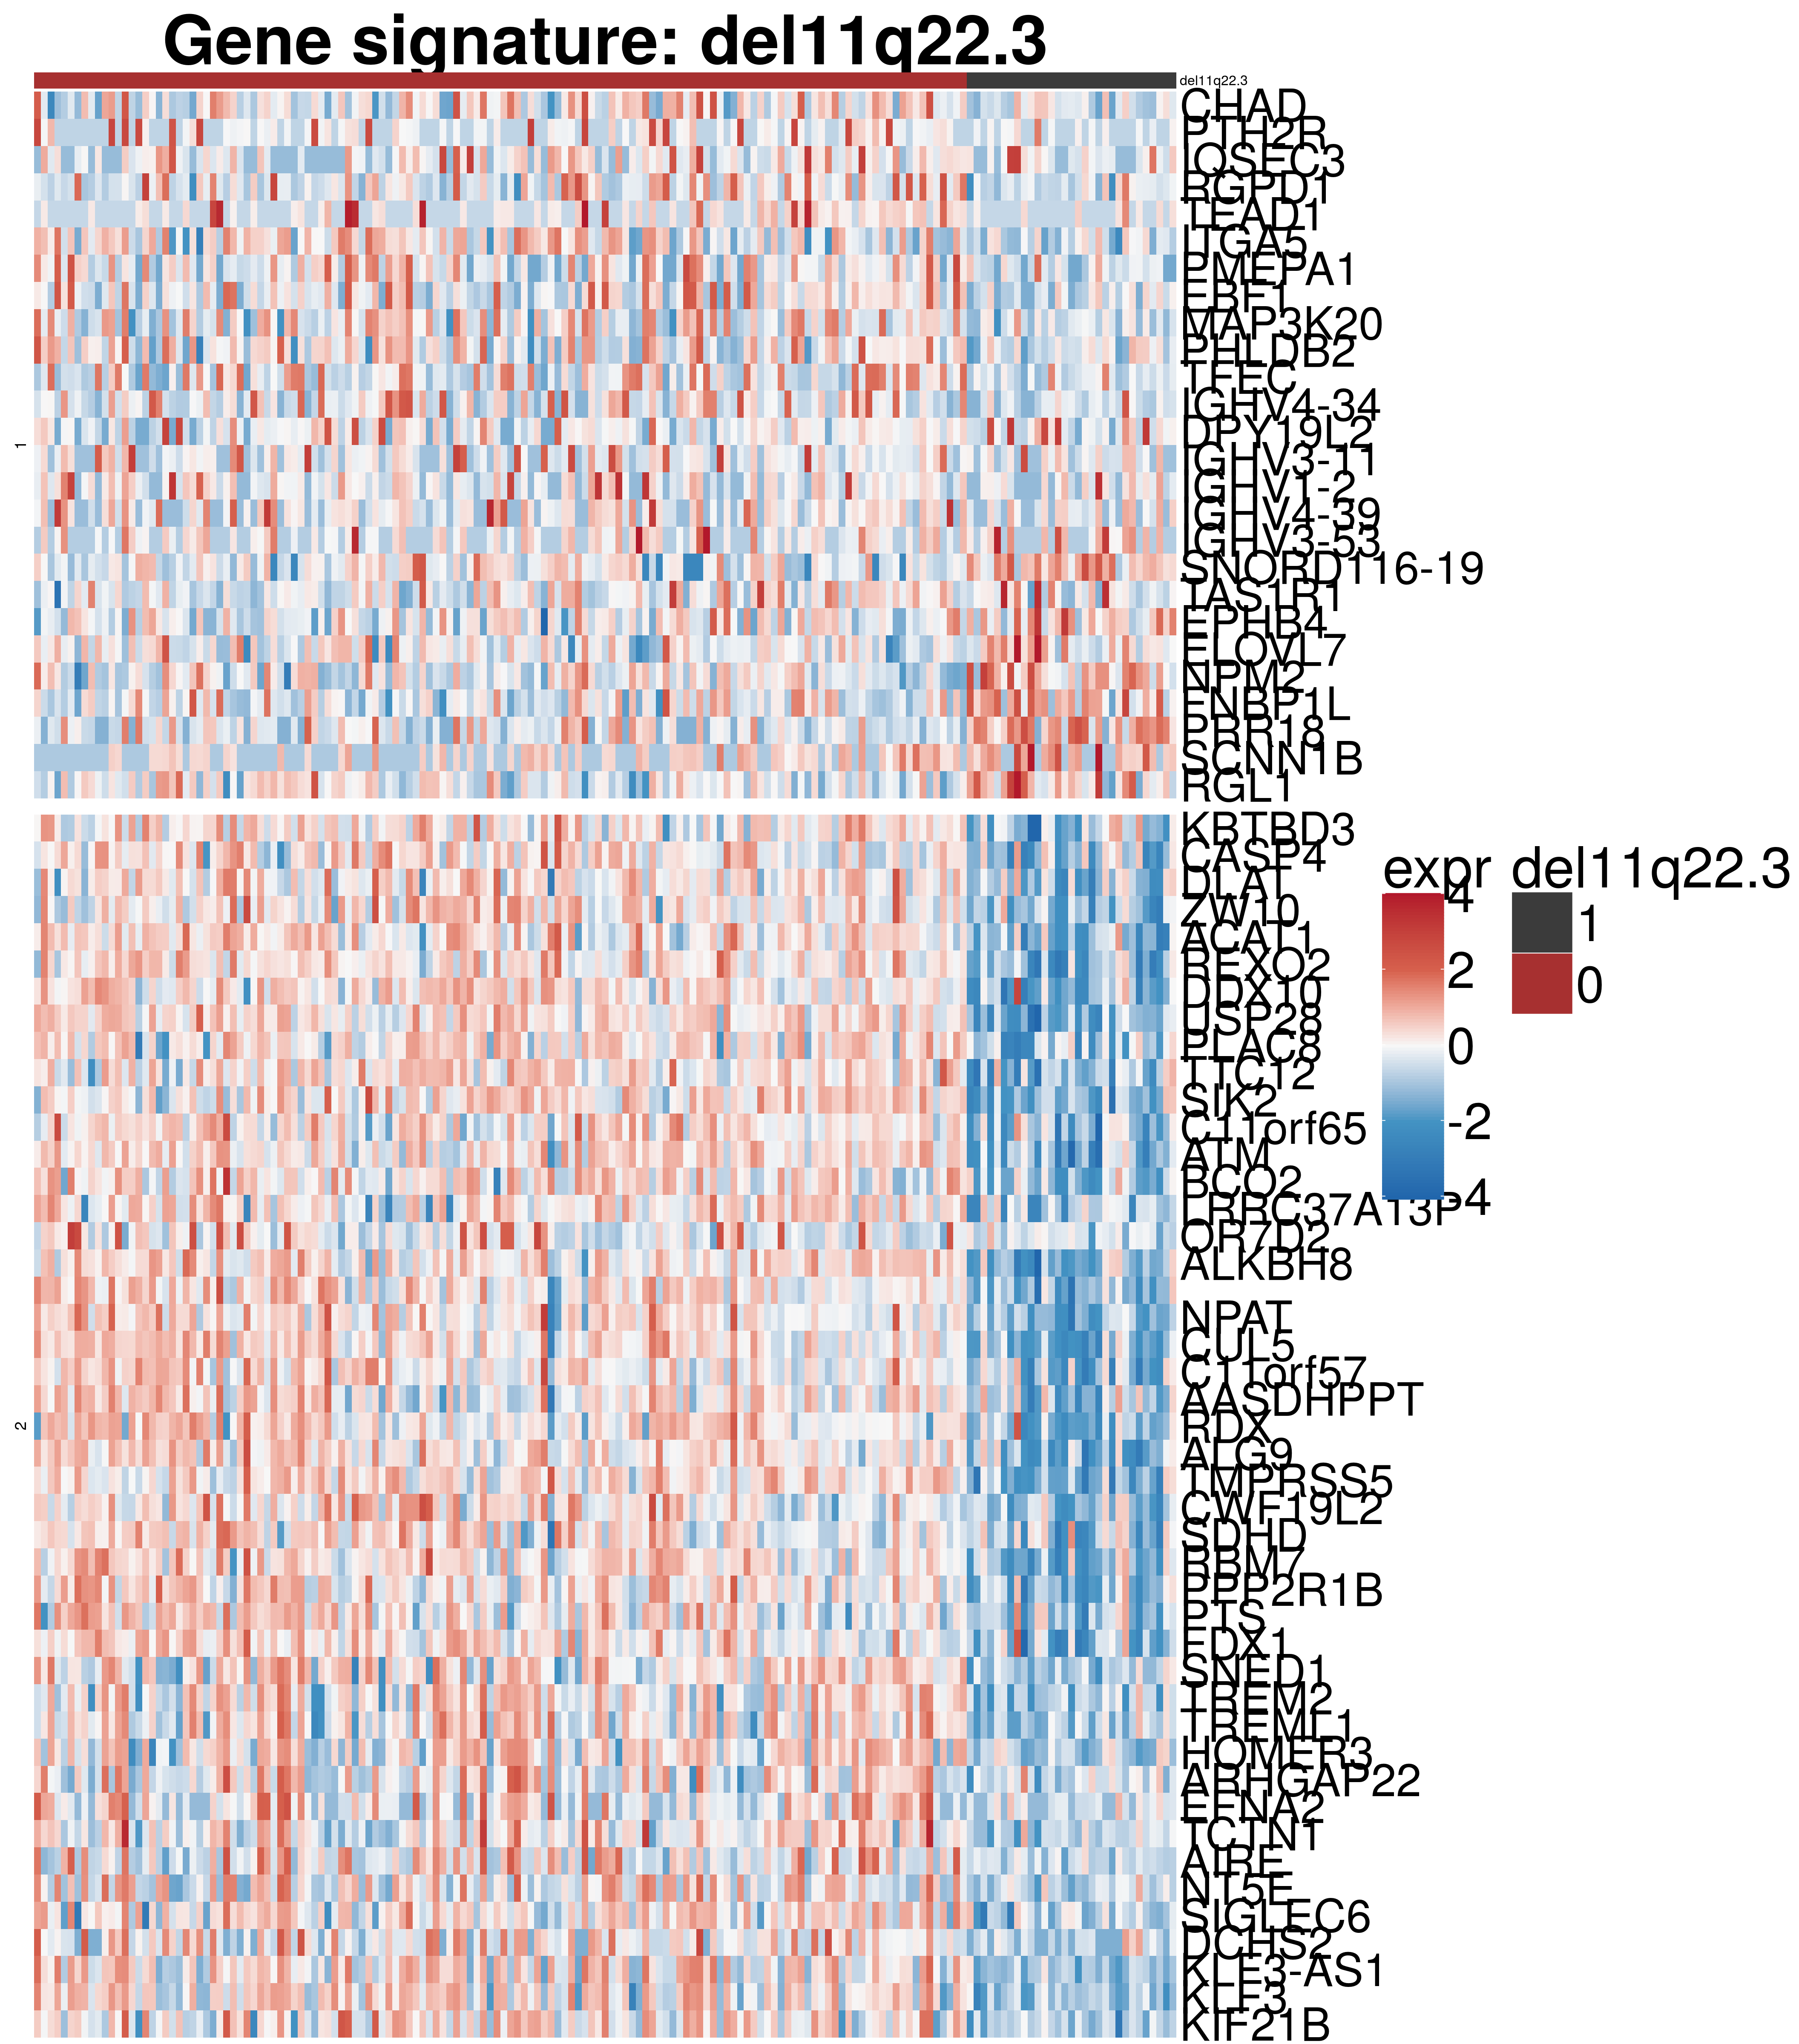 Gene signature: del11q22.3
del11q22.3
CHAD
PTH2R
IQSEC3
RGPD1
TEAD1
ITGA5
PMEPA1
EBF1
MAP3K20
PHLDB2
TFEC
IGHV4-34
DPY19L2
IGHV3-11
IGHV1-2
IGHV4-39
IGHV3-53
SNORD116-19
TAS1R1
EPHB4
ELOVL7
NPM2
FNBP1L
PRR18
SCNN1B
RGL1
1
KBTBD3
CASP4
DLAT
ZW10
ACAT1
REXO2
DDX10
USP28
PLAC8
TTC12
SIK2
C11orf65
ATM
BCO2
LRRC37A13P
OR7D2
ALKBH8
NPAT
CUL5
C11orf57
AASDHPPT
RDX
ALG9
TMPRSS5
CWF19L2
SDHD
RBM7
PPP2R1B
PTS
FDX1
SNED1
TREM2
TREML1
HOMER3
ARHGAP22
EFNA2
TCTN1
AIRE
NT5E
SIGLEC6
DCHS2
KLF3-AS1
KLF3
KIF21B
2
expr
4
2
0
-2
-4
del11q22.3
1
0